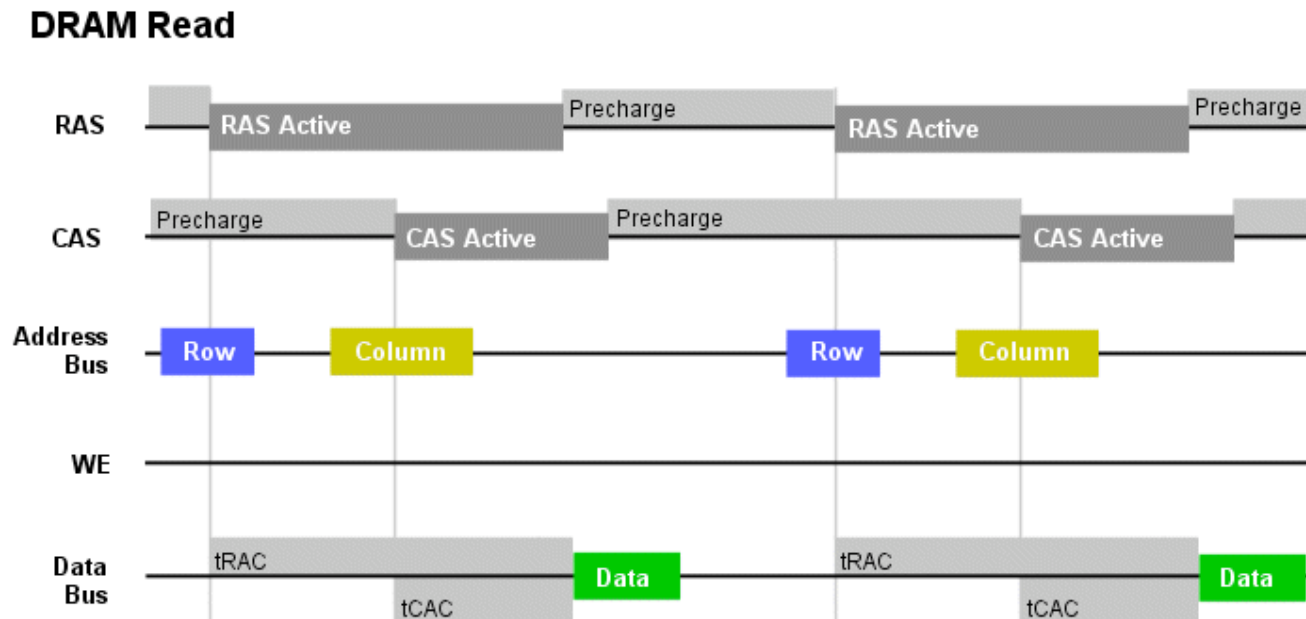 DRAM Read
RAS
RAS Active
Precharge
RAS Active
Precharge
CAS
Precharge
CAS Active
Precharge
CAS Active
Address
Bus
Row
Column
Row
Column
WE
Data
Bus
tRAC
tCAC
Data
tRAC
tCAC
Data